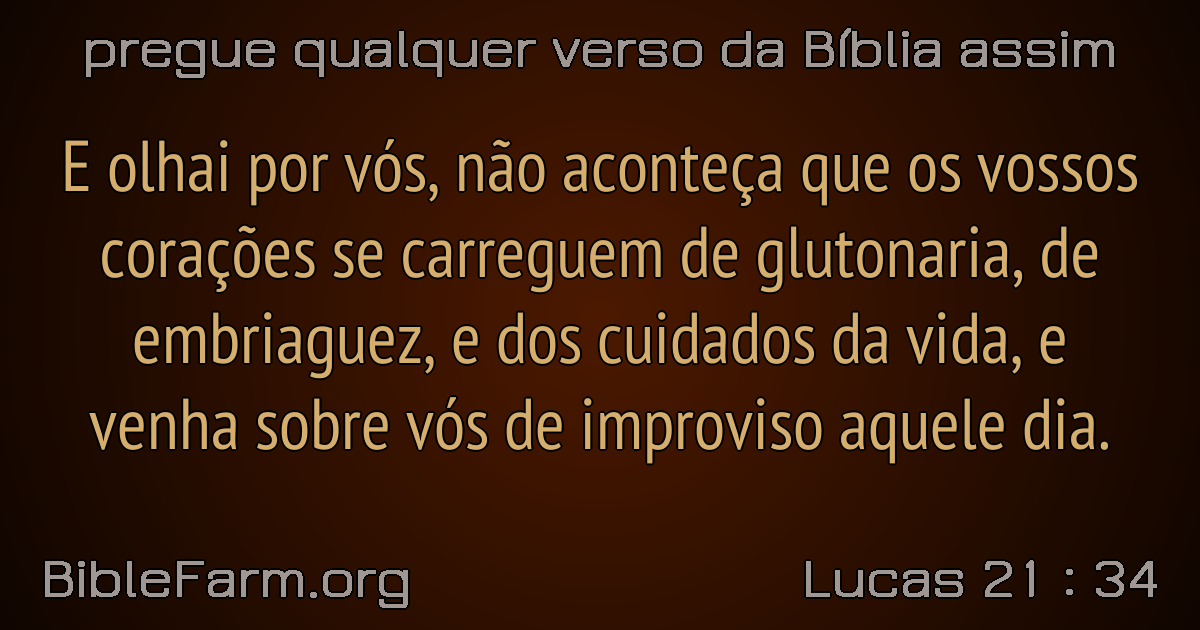 pregue qualquer verso da Bíblia assim
E olhai por vós, não aconteça que os vossos
corações se carreguem de glutonaria, de
embriaguez, e dos cuidados da vida, e
venha sobre vós de improviso aquele dia.
BibleFarm.org
Lucas 21 : 34